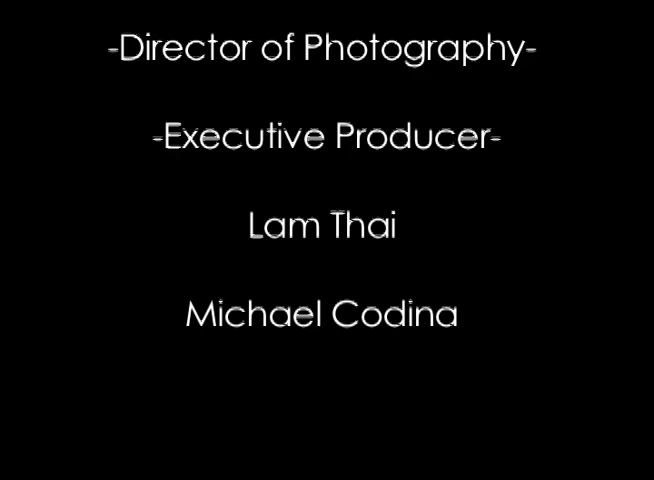 -Director of Photography-
-Executive Producer-
Lam Thai
Michael Codina